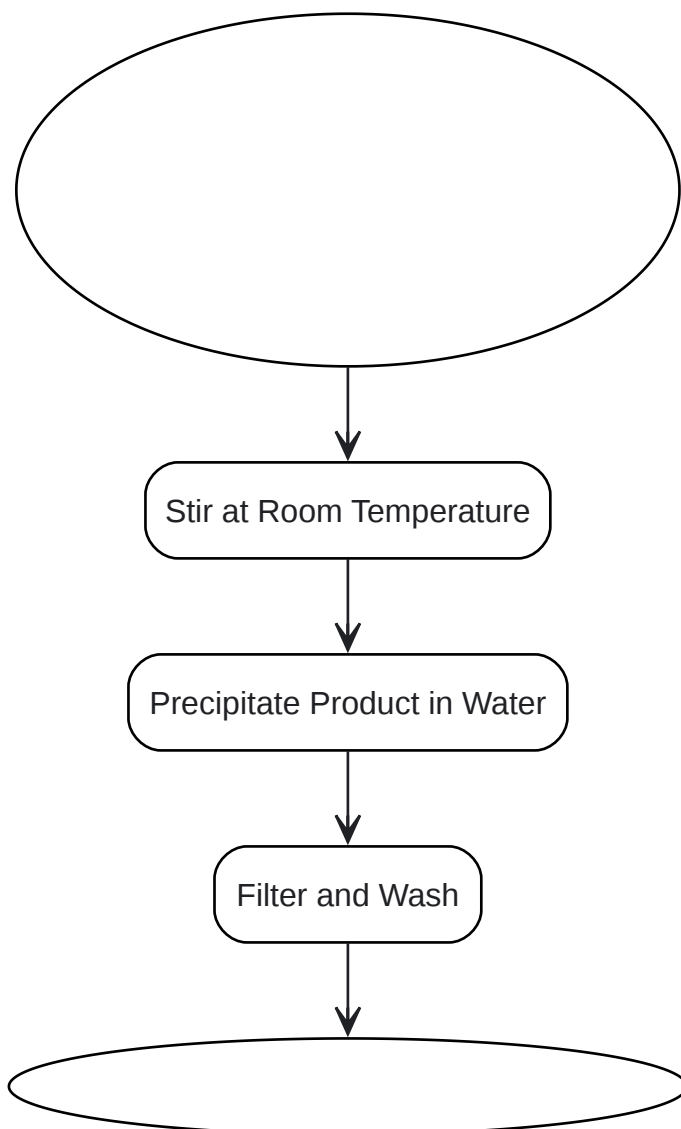 Stir at Room Temperature
Precipitate Product in Water
Filter and Wash